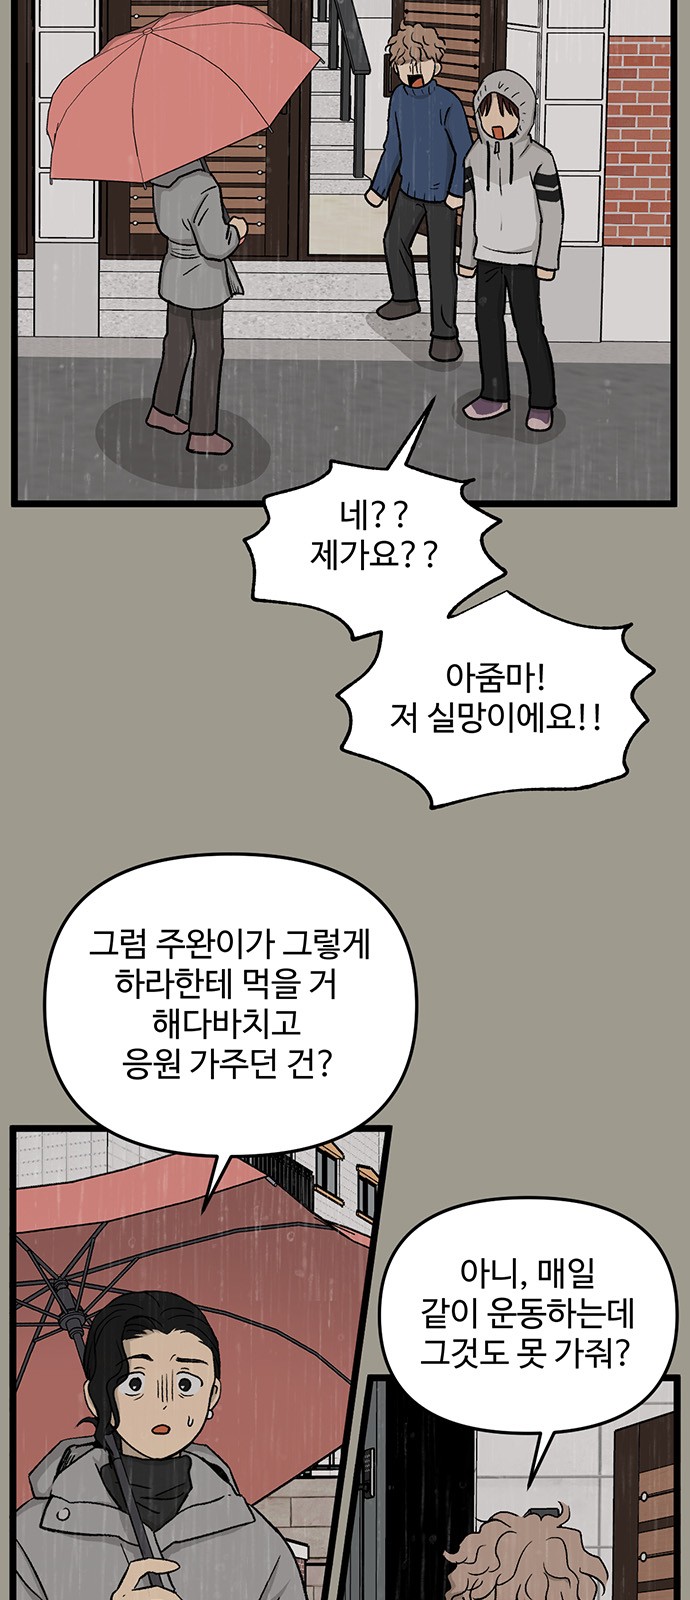 네??
제가요??
아줌마!
저 실망이에요!!
그럼 주완이가 그렇게
하라한테 먹을 거
해다바치고
응원 가주던 건?
아니, 매일
같이 운동하는데
그것도 못 가줘?